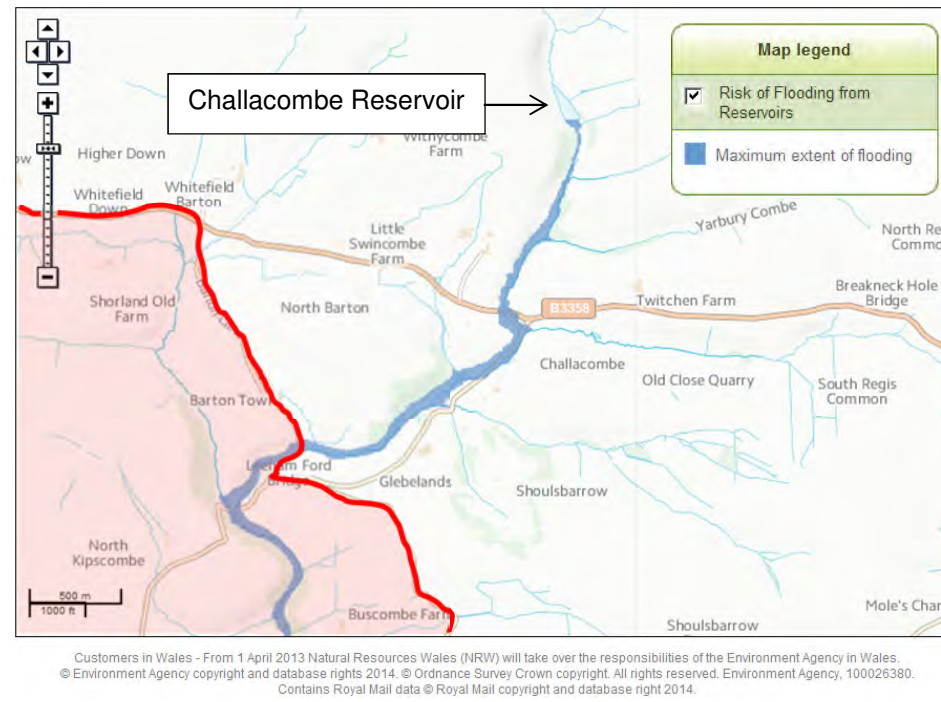 Challacombe Reservoir
Map legend
Risk of Flooding from
Reservoirs
Maximum extent of flooding
Withycombe
Farm
Higher Down
Whitefield
Down
Whitefield
Barton
Yarbury Combe
North Re
Commo
Little
Swincombe
Farm
Breakneck Hole
Bridge
Shorland Old
Farm
North Barton
B3358
Twitchen Farm
Challacombe
Old Close Quarry
South Regis
Common
Barton Town
Ford
Glebelands
Shoulsbarrow
North
Kipscombe
500 m
1000 ft
Buscombe Farm
Mole's Char
Shoulsbarrow
Customers in Wales - From 1 April 2013 Natural Resources Wales (NRW) will take over the responsibilities of the Environment Agency in Wales.
© Environment Agency copyright and database rights 2014. © Ordnance Survey Crown copyright. All rights reserved. Environment Agency, 100026380.
Contains Royal Mail data © Royal Mail copyright and database right 2014.